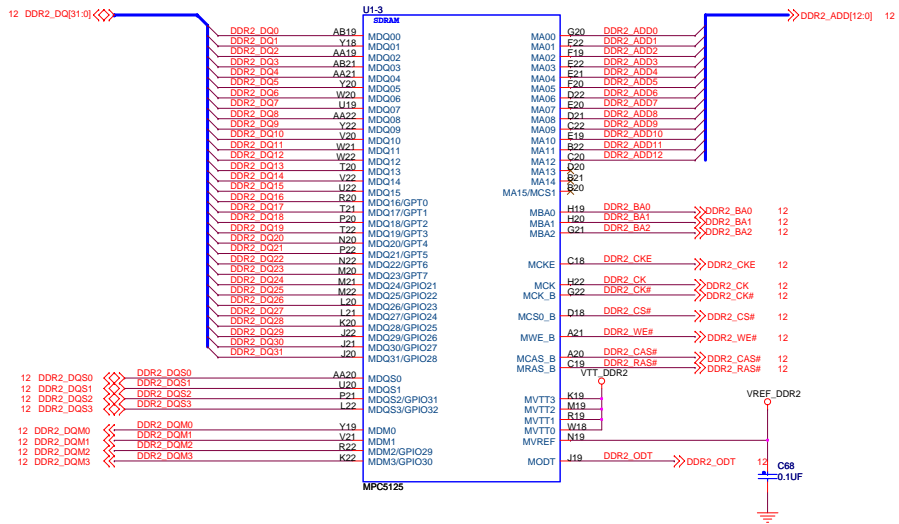 U1-3
12 DDR2_DQ[31:0]
SDRAM
DDR2_ADD[12:0] 12
DDR2_DQ0 AB19 MDQ00 MA00 G20 DDR2_ADD0
DDR2_DQ1 Y18 MDQ01 MA01 F22 DDR2_ADD1
DDR2_DQ2 AA19 MDQ02 MA02 F19 DDR2_ADD2
DDR2_DQ3 AB21 MDQ03 MA03 E22 DDR2_ADD3
DDR2_DQ4 AA21 MDQ04 MA04 E21 DDR2_ADD4
DDR2_DQ5 Y20 MDQ05 MA05 F20 DDR2_ADD5
DDR2_DQ6 W20 MDQ06 MA06 D22 DDR2_ADD6
DDR2_DQ7 U19 MDQ07 MA07 E20 DDR2_ADD7
DDR2_DQ8 AA22 MDQ08 MA08 D21 DDR2_ADD8
DDR2_DQ9 Y22 MDQ09 MA09 C22 DDR2_ADD9
DDR2_DQ10 V20 MDQ10 MA10 E19 DDR2_ADD10
DDR2_DQ11 W21 MDQ11 MA11 B22 DDR2_ADD11
DDR2_DQ12 W22 MDQ12 MA12 C20 DDR2_ADD12
DDR2_DQ13 T20 MDQ13 MA13 D20
DDR2_DQ14 V22 MDQ14 MA14 B21
DDR2_DQ15 U22 MDQ15 MA15/MCS1 B20
DDR2_DQ16 R20 MDQ16/GPT0
DDR2_DQ17 T21 MDQ17/GPT1 MBA0 H19 DDR2_BA0 DDR2_BA0 12
DDR2_DQ18 P20 MDQ18/GPT2 MBA1 H20 DDR2_BA1 DDR2_BA1 12
DDR2_DQ19 T22 MDQ19/GPT3 MBA2 G21 DDR2_BA2 DDR2_BA2 12
DDR2_DQ20 N20 MDQ20/GPT4
DDR2_DQ21 P22 MDQ21/GPT5
DDR2_DQ22 N22 MDQ22/GPT6 MCKE C18 DDR2_CKE DDR2_CKE 12
DDR2_DQ23 M20 MDQ23/GPT7
DDR2_DQ24 M21 MDQ24/GPIO21 MCK H22 DDR2_CK DDR2_CK 12
DDR2_DQ25 M22 MDQ25/GPIO22 MCK_B G22 DDR2_CK# DDR2_CK# 12
DDR2_DQ26 L20 MDQ26/GPIO23
DDR2_DQ27 L21 MDQ27/GPIO24 MCS0_B D18 DDR2_CS# DDR2_CS# 12
DDR2_DQ28 K20 MDQ28/GPIO25
DDR2_DQ29 J22 MDQ29/GPIO26 MWE_B A21 DDR2_WE# DDR2_WE# 12
DDR2_DQ30 J21 MDQ30/GPIO27
DDR2_DQ31 J20 MDQ31/GPIO28 MCAS_B A20 DDR2_CAS# DDR2_CAS# 12
MRAS_B C19 DDR2_RAS# DDR2_RAS# 12
VTT_DDR2
12 DDR2_DQS0 DDR2_DQS0 AA20 MDQS0
12 DDR2_DQS1 DDR2_DQS1 U20 MDQS1
12 DDR2_DQS2 DDR2_DQS2 P21 MDQS2/GPIO31 MVTT3 K19
VREF_DDR2
12 DDR2_DQS3 DDR2_DQS3 L22 MDQS3/GPIO32 MVTT2 M19
MVTT1 R19
12 DDR2_DQM0 DDR2_DQM0 Y19 MDM0 MVTT0 W18
12 DDR2_DQM1 DDR2_DQM1 V21 MDM1 MVREF N19
12 DDR2_DQM2 DDR2_DQM2 R22 MDM2/GPIO29
12 DDR2_DQM3 DDR2_DQM3 K22 MDM3/GPIO30 MODT J19 DDR2_ODT DDR2_ODT 12
C68
0.1UF
MPC5125